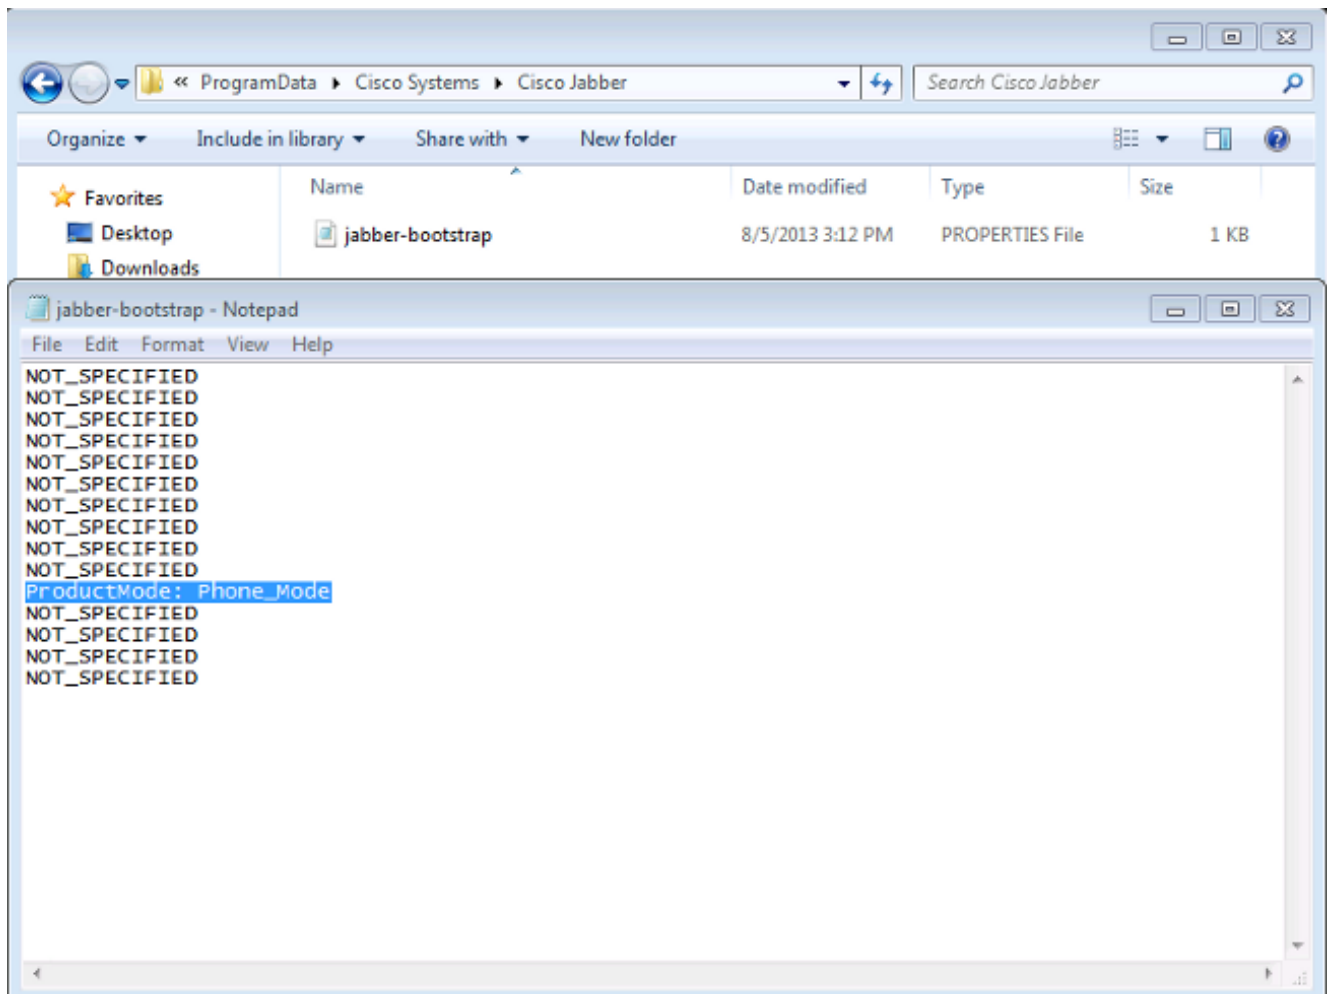 « ProgramData ▸ Cisco Systems ▸ Cisco Jabber
Search Cisco Jabber
Organize
Include in library
Share with
New folder
Favorites
Name
Date modified
Type
Size
Desktop
jabber-bootstrap
8/5/2013 3:12 PM
PROPERTIES File
1 KB
Downloads
jabber-bootstrap - Notepad
File Edit Format View Help
NOT_SPECIFIED
NOT_SPECIFIED
NOT_SPECIFIED
NOT_SPECIFIED
NOT_SPECIFIED
NOT_SPECIFIED
NOT_SPECIFIED
NOT_SPECIFIED
NOT_SPECIFIED
NOT_SPECIFIED
ProductMode: Phone_Mode
NOT_SPECIFIED
NOT_SPECIFIED
NOT_SPECIFIED
NOT_SPECIFIED